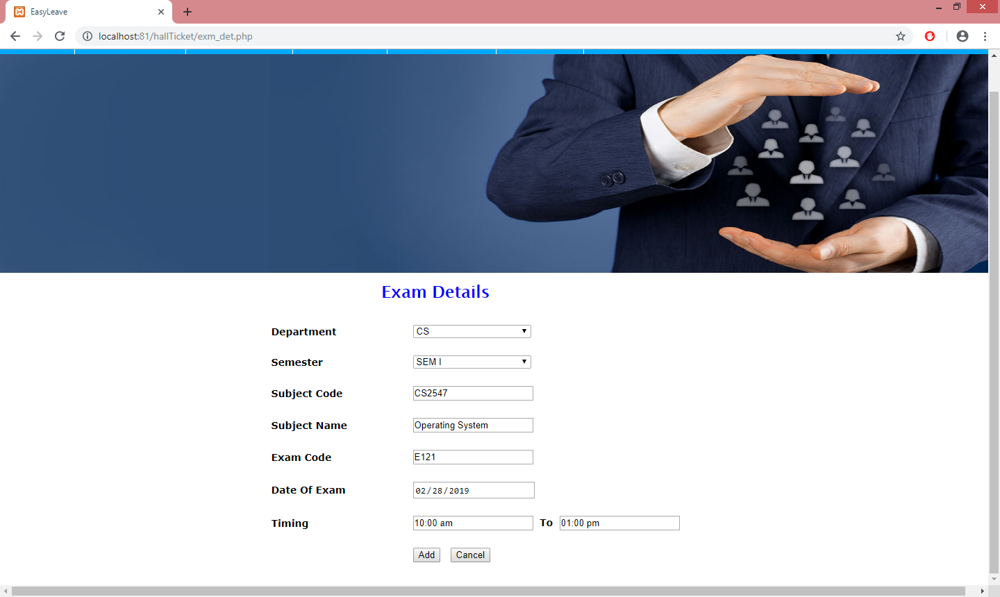 EasyLeave
localhost:81/hallTicket/exm_det.php
Exam Details
Department CS
Semester SEM I
Subject Code CS2547
Subject Name Operating System
Exam Code E121
Date Of Exam 02/28/2019
Timing 10:00 am To 01:00 pm
Add Cancel